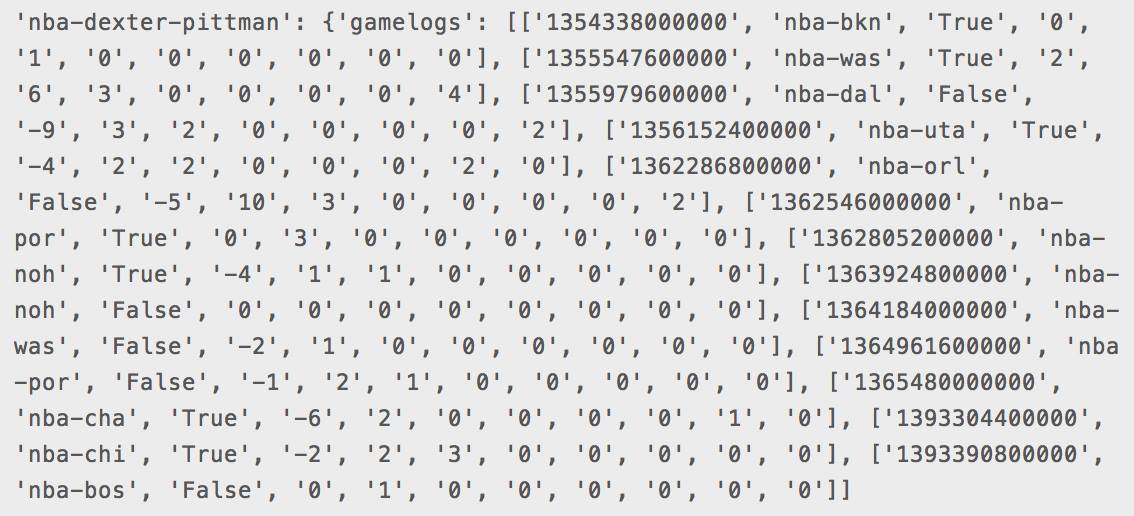 'nba-dexter-pittman': {'gamelogs': [['1354338000000', 'nba-bkn', 'True', '0',
'1', '0', '0', '0', '0', '0', '0'], ['1355547600000', 'nba-was', 'True', '2',
'6', '3', '0', '0', '0', '0', '4'], ['1355979600000', 'nba-dal', 'False',
'-9', '3', '2', '0', '0', '0', '0', '2'], ['1356152400000', 'nba-uta', 'True',
'-4', '2', '2', '0', '0', '0', '2', '0'], ['1362286800000', 'nba-orl',
'False', '-5', '10', '3', '0', '0', '0', '0', '2'], ['1362546000000', 'nba-
por', 'True', '0', '3', '0', '0', '0', '0', '0', '0'], ['1362805200000', 'nba-
noh', 'True', '-4', '1', '1', '0', '0', '0', '0', '0'], ['1363924800000', 'nba-
noh', 'False', '0', '0', '0', '0', '0', '0', '0', '0'], ['1364184000000', 'nba-
was', 'False', '-2', '1', '0', '0', '0', '0', '0', '0'], ['1364961600000', 'nba
-por', 'False', '-1', '2', '1', '0', '0', '0', '0', '0'], ['1365480000000',
'nba-cha', 'True', '-6', '2', '0', '0', '0', '0', '1', '0'], ['1393304400000',
'nba-chi', 'True', '-2', '2', '3', '0', '0', '0', '0', '0'], ['1393390800000',
'nba-bos', 'False', '0', '1', '0', '0', '0', '0', '0', '0']]